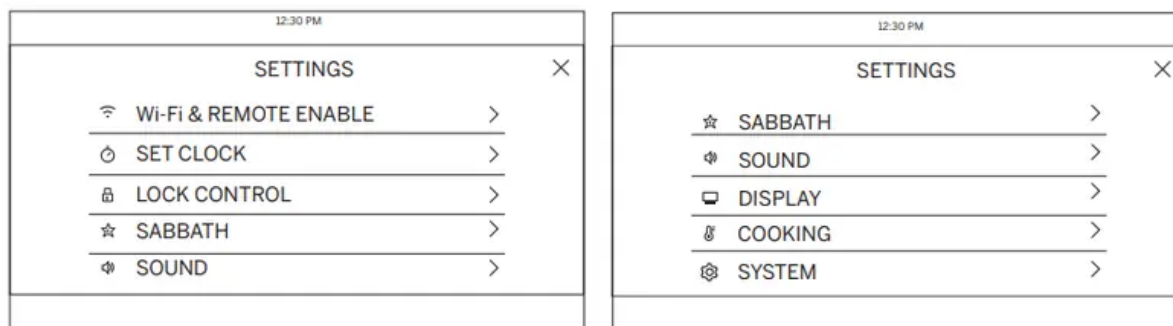 12:30 PM
SETTINGS
Wi-Fi & REMOTE ENABLE
SET CLOCK
LOCK CONTROL
SABBATH
SOUND
12:30 PM
SETTINGS
SABBATH
SOUND
DISPLAY
COOKING
SYSTEM